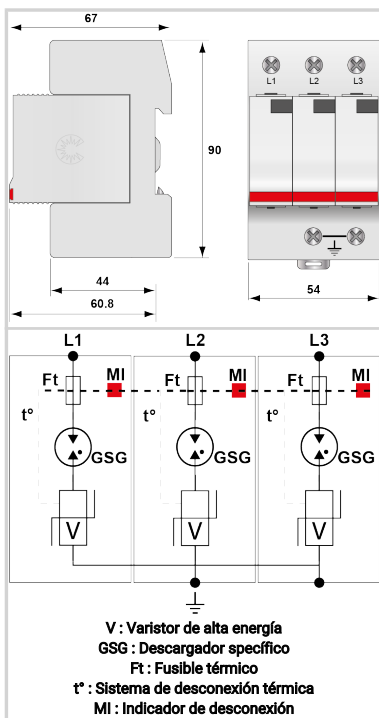 67
90
L1 L2 L3
44
60.8
54
L1 L2 L3
Ft MI Ft MI Ft MI
t° t° t°
GSG GSG GSG
V V V
V : Varistor de alta energía
GSG : Descargador specífico
Ft : Fusible térmico
t° : Sistema de desconexión térmica
MI : Indicador de desconexión